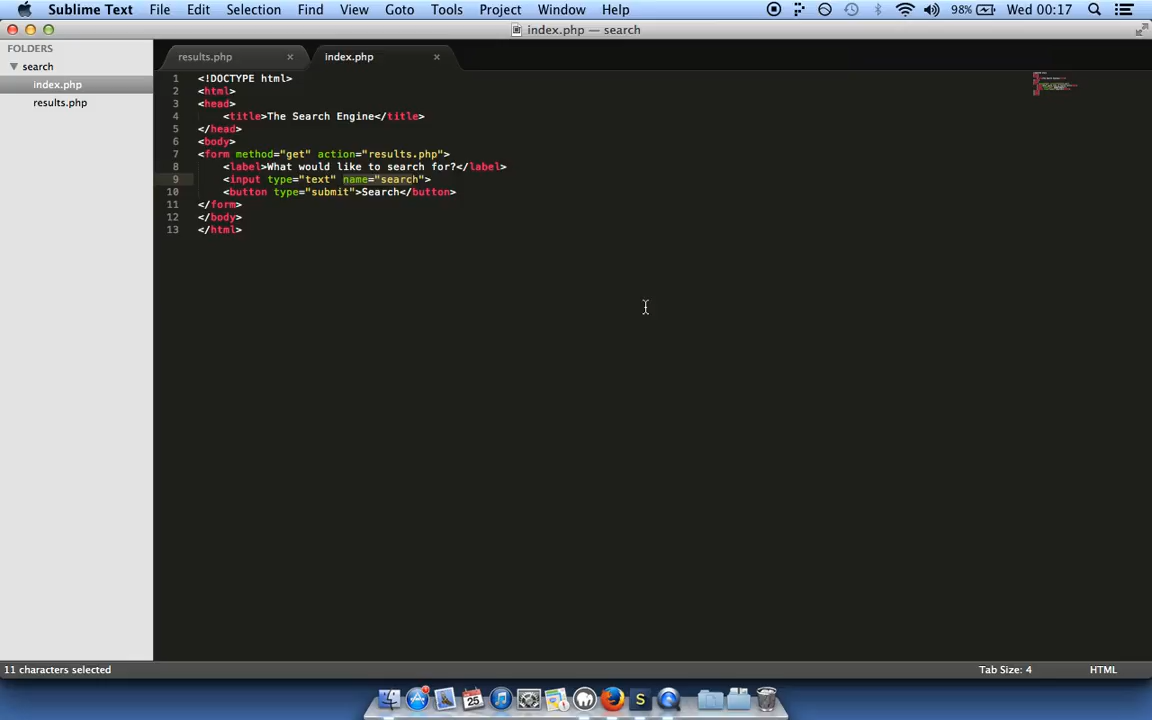 Sublime Text File Edit Selection Find View Goto Tools Project Window Help 98% Wed 00:17
index.php — search
FOLDERS
search
index.php
results.php
results.php × index.php ×
1 <!DOCTYPE html>
2 <html>
3 <head>
4 <title>The Search Engine</title>
5 </head>
6 <body>
7 <form method="get" action="results.php">
8 <label>What would like to search for?</label>
9 <input type="text" name="search">
10 <button type="submit">Search</button>
11 </form>
12 </body>
13 </html>
11 characters selected Tab Size: 4 HTML
25
S